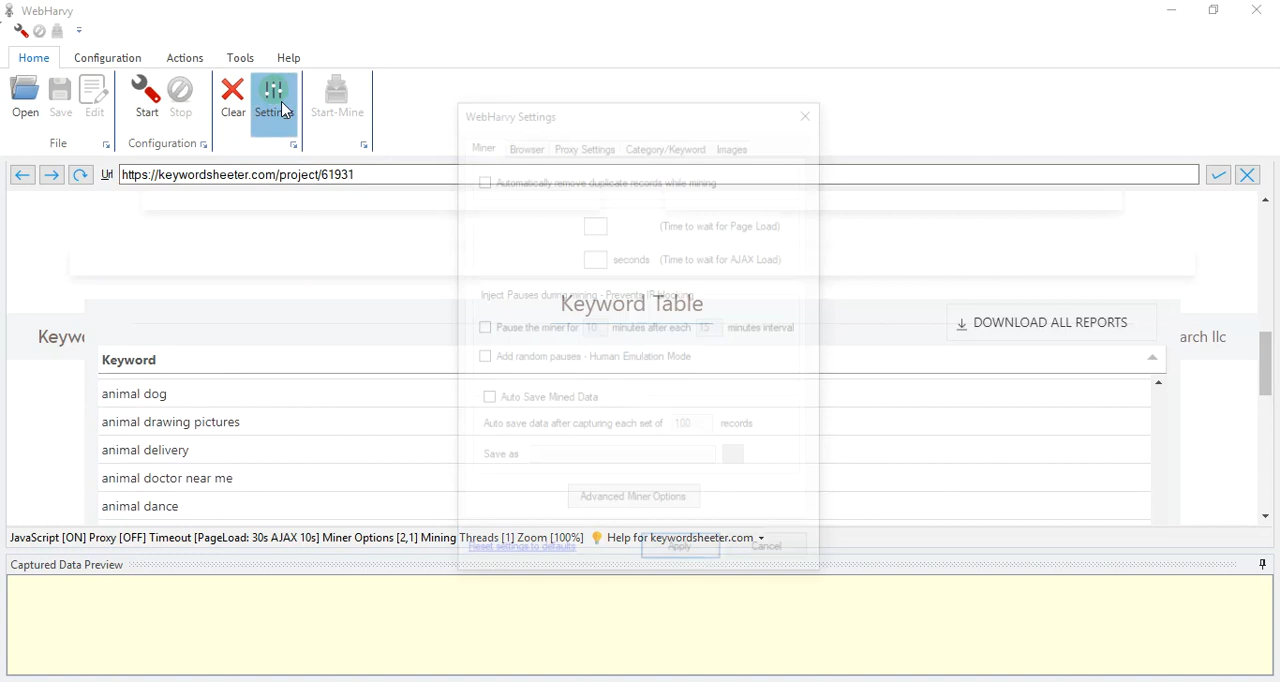 WebHarvy
Home Configuration Actions Tools Help
Open Save Edit Start Stop Clear Settings Start-Mine
File Configuration
WebHarvy Settings
Miner Browser Proxy Settings Category/Keyword Images
Url https://keywordsheeter.com/project/61931
Automatically remove duplicate records while mining
(Time to wait for Page Load)
seconds (Time to wait for AJAX Load)
Inject Pauses during mining - Prevents IP blocking
Keyword Table
DOWNLOAD ALL REPORTS
Pause the miner for 10 minutes after each 15 minutes interval
Keywo arch llc
Add random pauses - Human Emulation Mode
Keyword
animal dog
Auto Save Mined Data
animal drawing pictures
Auto save data after capturing each set of 100 records
animal delivery
Save as
animal doctor near me
Advanced Miner Options
animal dance
JavaScript [ON] Proxy [OFF] Timeout [PageLoad: 30s AJAX 10s] Miner Options [2,1] Mining Threads [1] Zoom [100%] Help for keywordsheeter.com
Reset settings to defaults Apply Cancel
Captured Data Preview